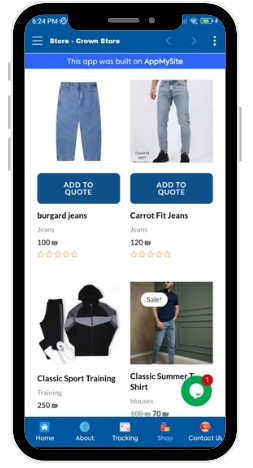 6:24 PM
Store - Crown Store
This app was built on AppMySite
ADD TO
QUOTE
ADD TO
QUOTE
burgard jeans
Carrot Fit Jeans
Jeans
Jeans
100 ₪
120 ₪
Sale!
Classic Sport Training
Classic Summer T
Shirt
Training
blouses
250 ₪
100 ₪ 70 ₪
1
Home
About
Tracking
Shop
Contact Us